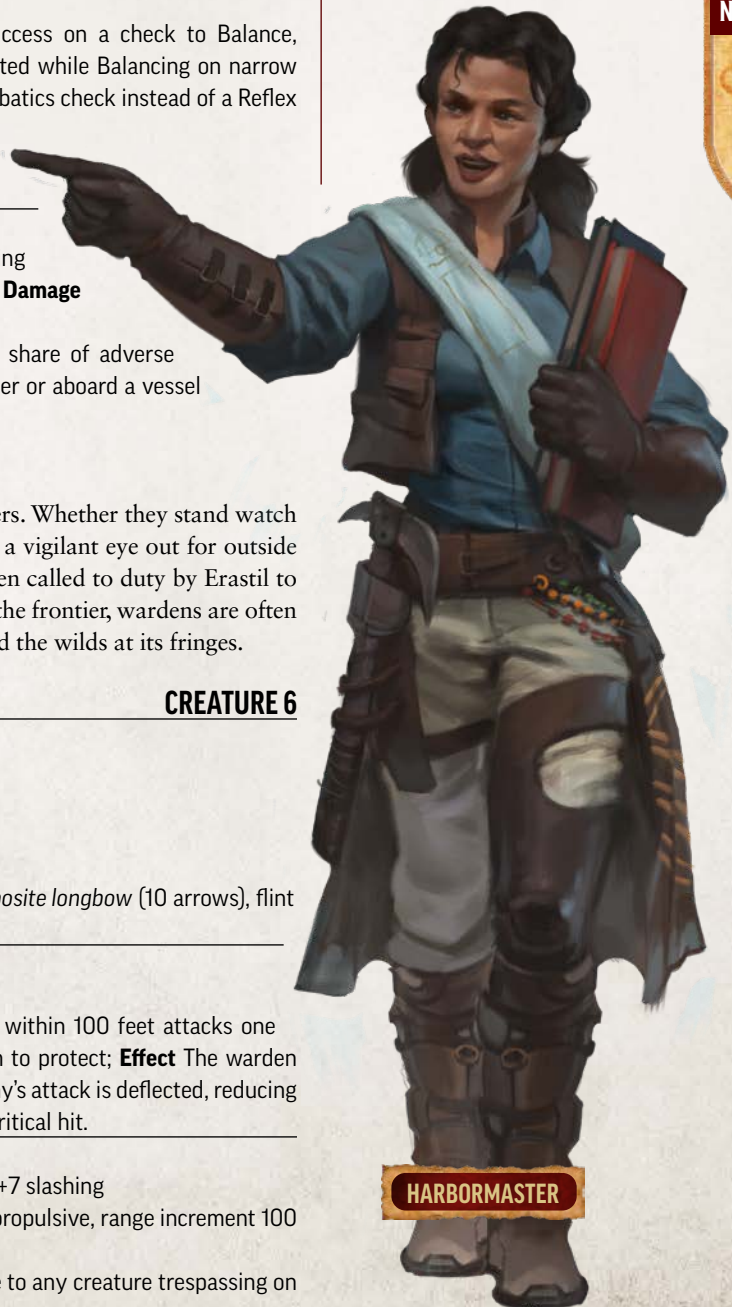 N
ccess on a check to Balance,
ted while Balancing on narrow
batics check instead of a Reflex
ng
Damage
share of adverse
er or aboard a vessel
ers. Whether they stand watch
a vigilant eye out for outside
en called to duty by Erastil to
the frontier, wardens are often
d the wilds at its fringes.
CREATURE 6
osite longbow (10 arrows), flint
within 100 feet attacks one
n to protect; Effect The warden
ny's attack is deflected, reducing
ritical hit.
+7 slashing
propulsive, range increment 100
e to any creature trespassing on
HARBORMASTER